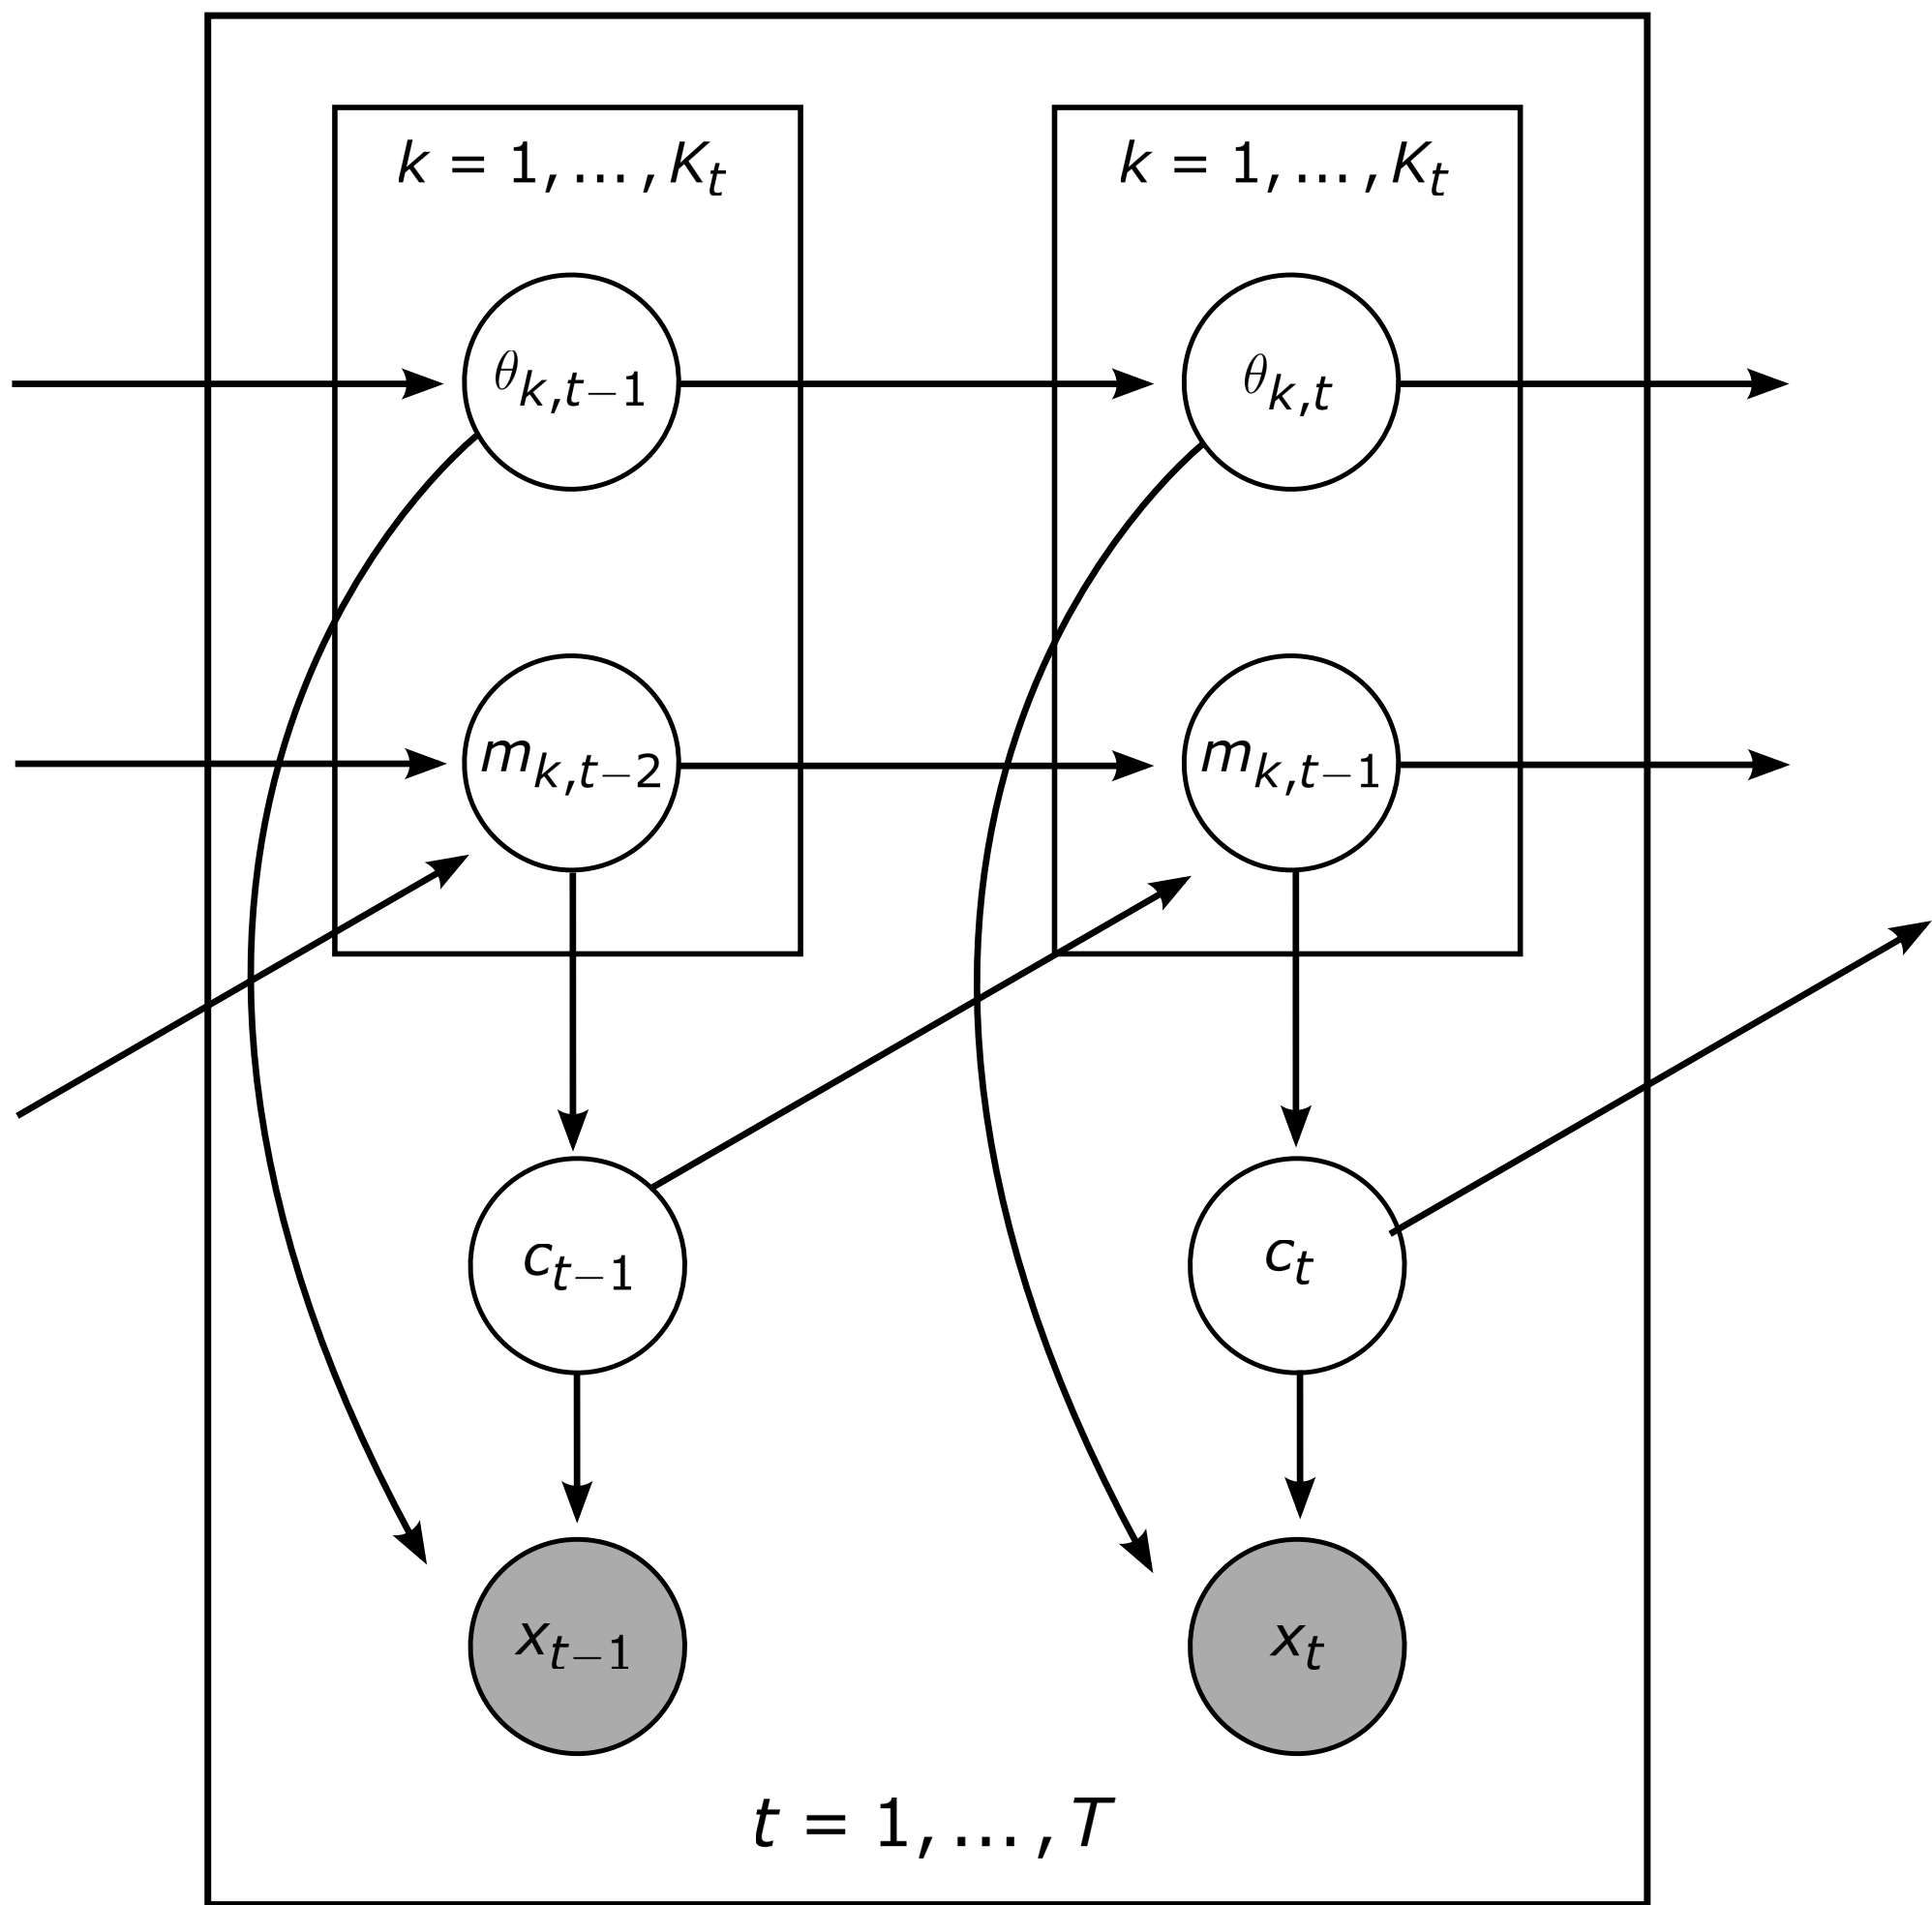 k = 1, ... , K_t
k = 1, ... , K_t
θ_{k,t−1}
θ_{k,t}
m_{k,t−2}
m_{k,t−1}
c_{t−1}
c_t
x_{t−1}
x_t
t = 1, ... , T